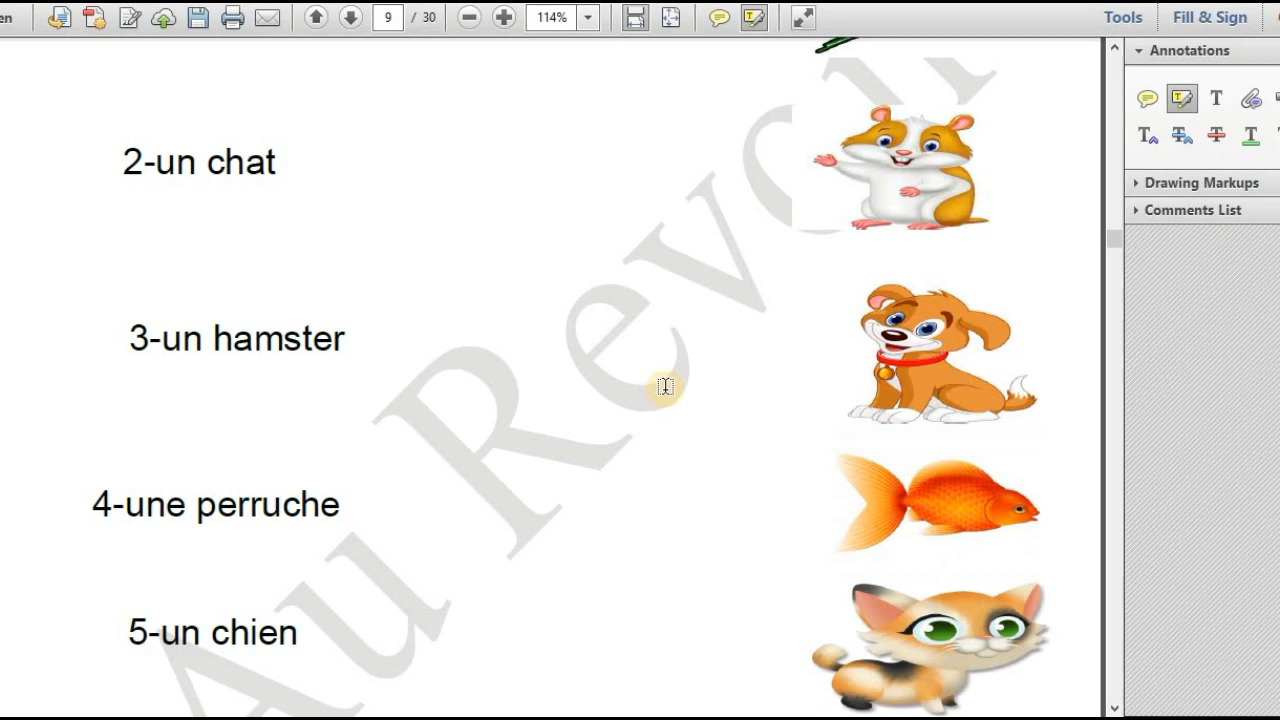 en
9 / 30
114%
Tools
Fill & Sign
Annotations
2-un chat
3-un hamster
4-une perruche
5-un chien
Drawing Markups
Comments List
Au Revoir